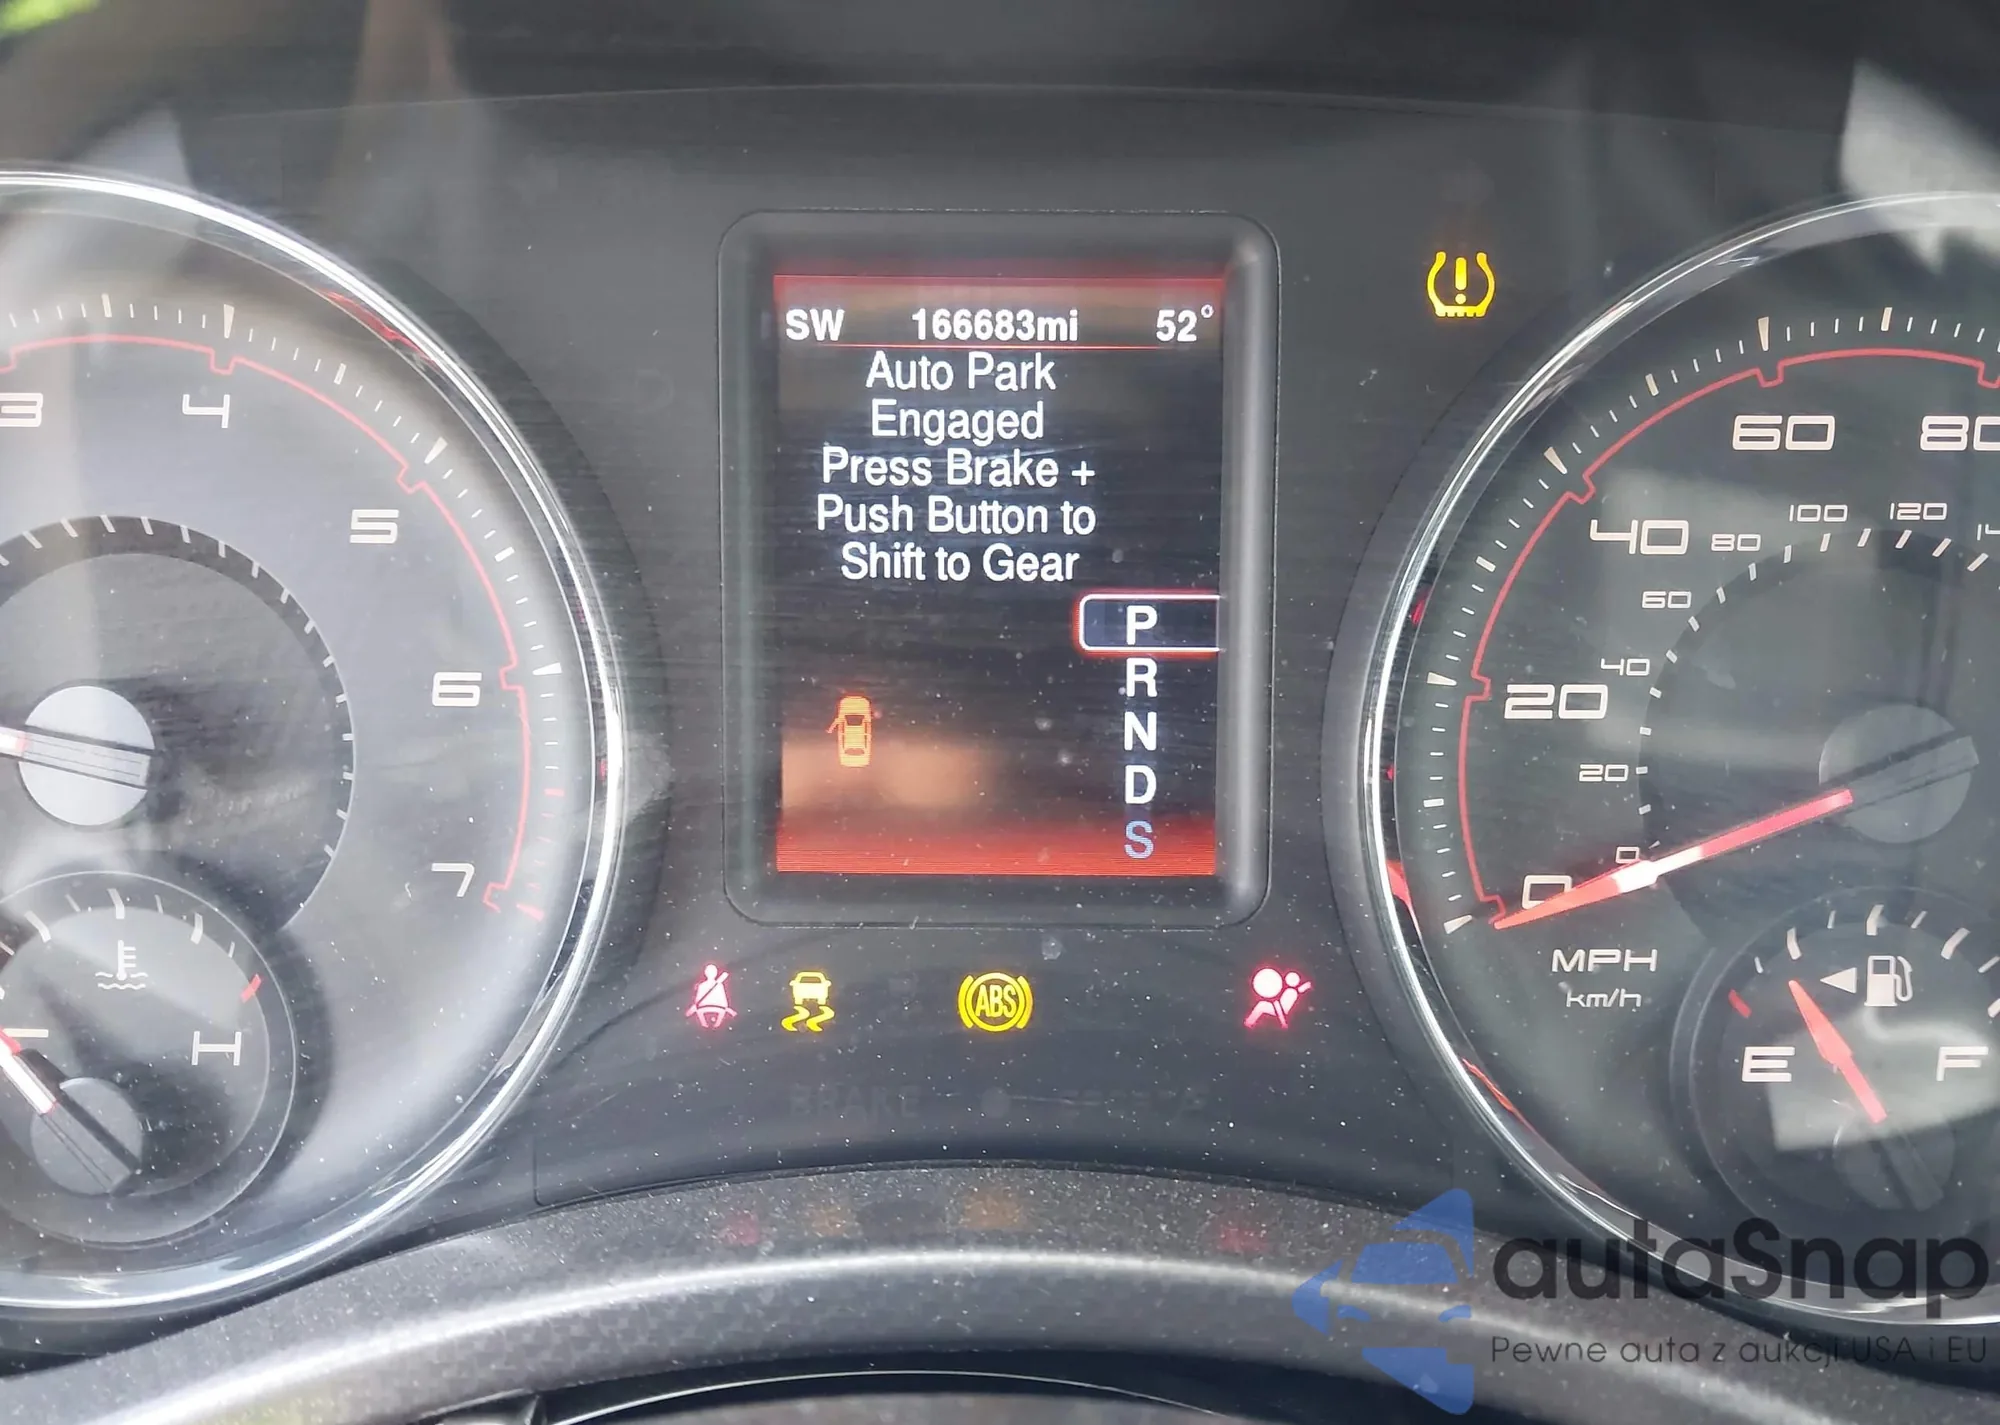 SW 166683mi 52°
Auto Park
Engaged
Press Brake +
Push Button to
Shift to Gear
P
R
N
D
S
3 4 5 6 7
H
ABS
BRAKE
0 20 40 60 80
0 20 40 60 80 100 120
MPH
km/h
E F
autaSnap
Pewne auta z aukcji USA i EU